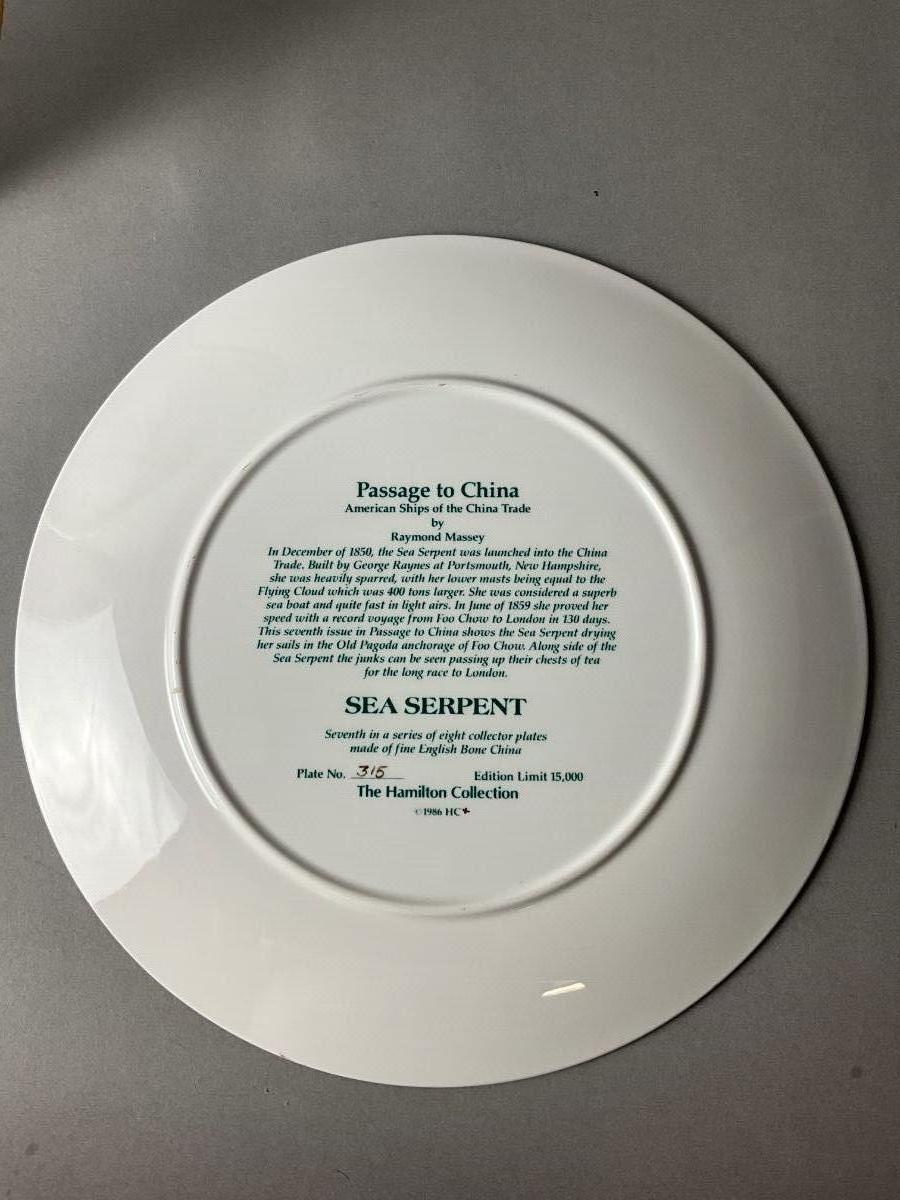 Passage to China
American Ships of the China Trade
by
Raymond Massey
In December of 1850, the Sea Serpent was launched into the China
Trade. Built by George Raynes at Portsmouth, New Hampshire,
she was heavily sparred, with her lower masts being equal to the
Flying Cloud which was 400 tons larger. She was considered a superb
sea boat and quite fast in light airs. In June of 1859 she proved her
speed with a record voyage from Foo Chow to London in 130 days.
This seventh issue in Passage to China shows the Sea Serpent drying
her sails in the Old Pagoda anchorage of Foo Chow. Along side of the
Sea Serpent the junks can be seen passing up their chests of tea
for the long race to London.
SEA SERPENT
Seventh in a series of eight collector plates
made of fine English Bone China
Plate No. 315 Edition Limit 15,000
The Hamilton Collection
©1986 HC